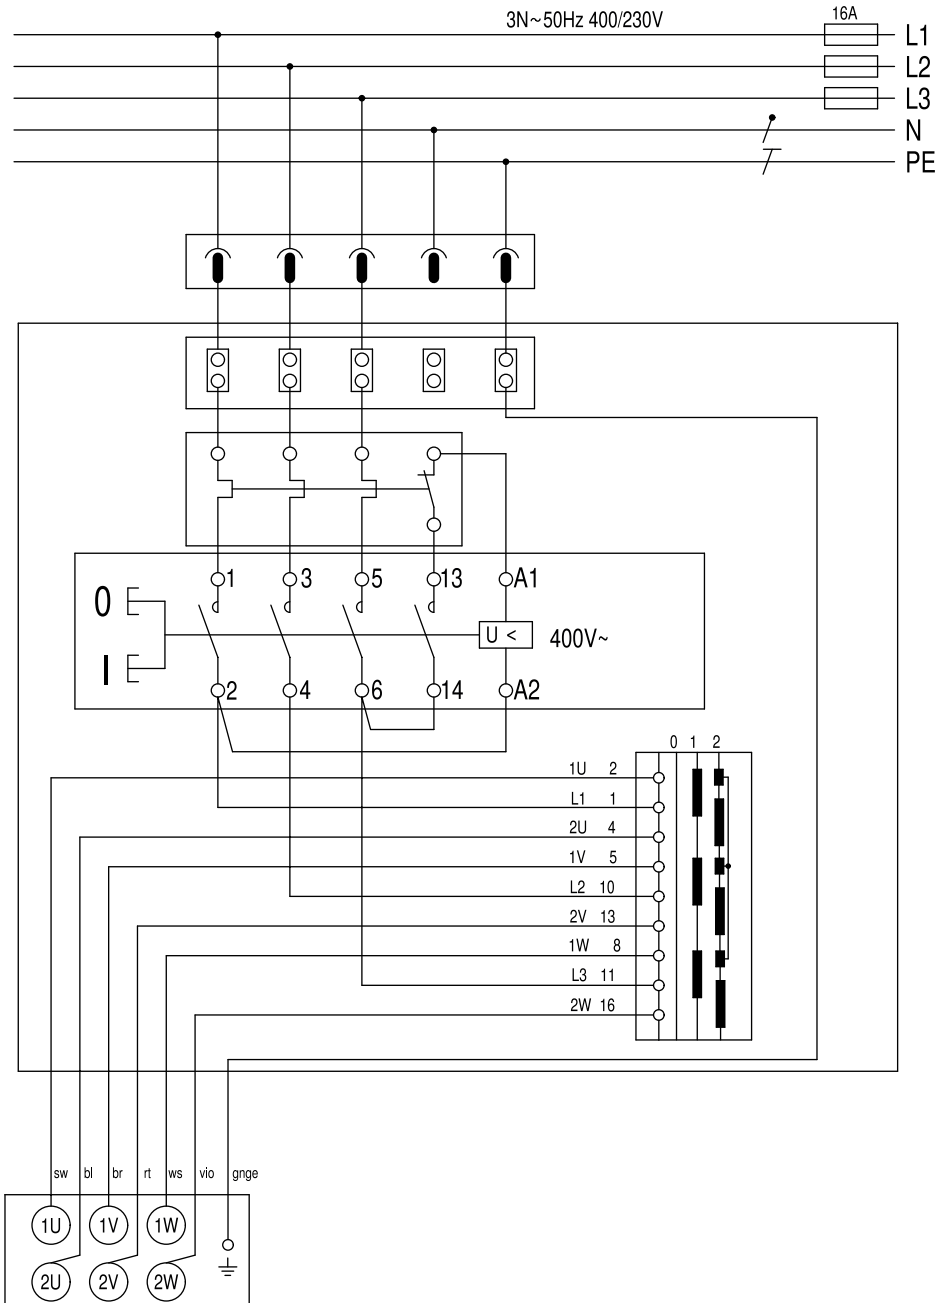 3N~50Hz 400/230V
16A
L1
L2
L3
N
PE
1 3 5 13 A1
0
U <
400V~
I
2 4 6 14 A2
0 1 2
1U 2
L1 1
2U 4
1V 5
L2 10
2V 13
1W 8
L3 11
2W 16
sw bl br rt ws vio gnge
1U 1V 1W
2U 2V 2W